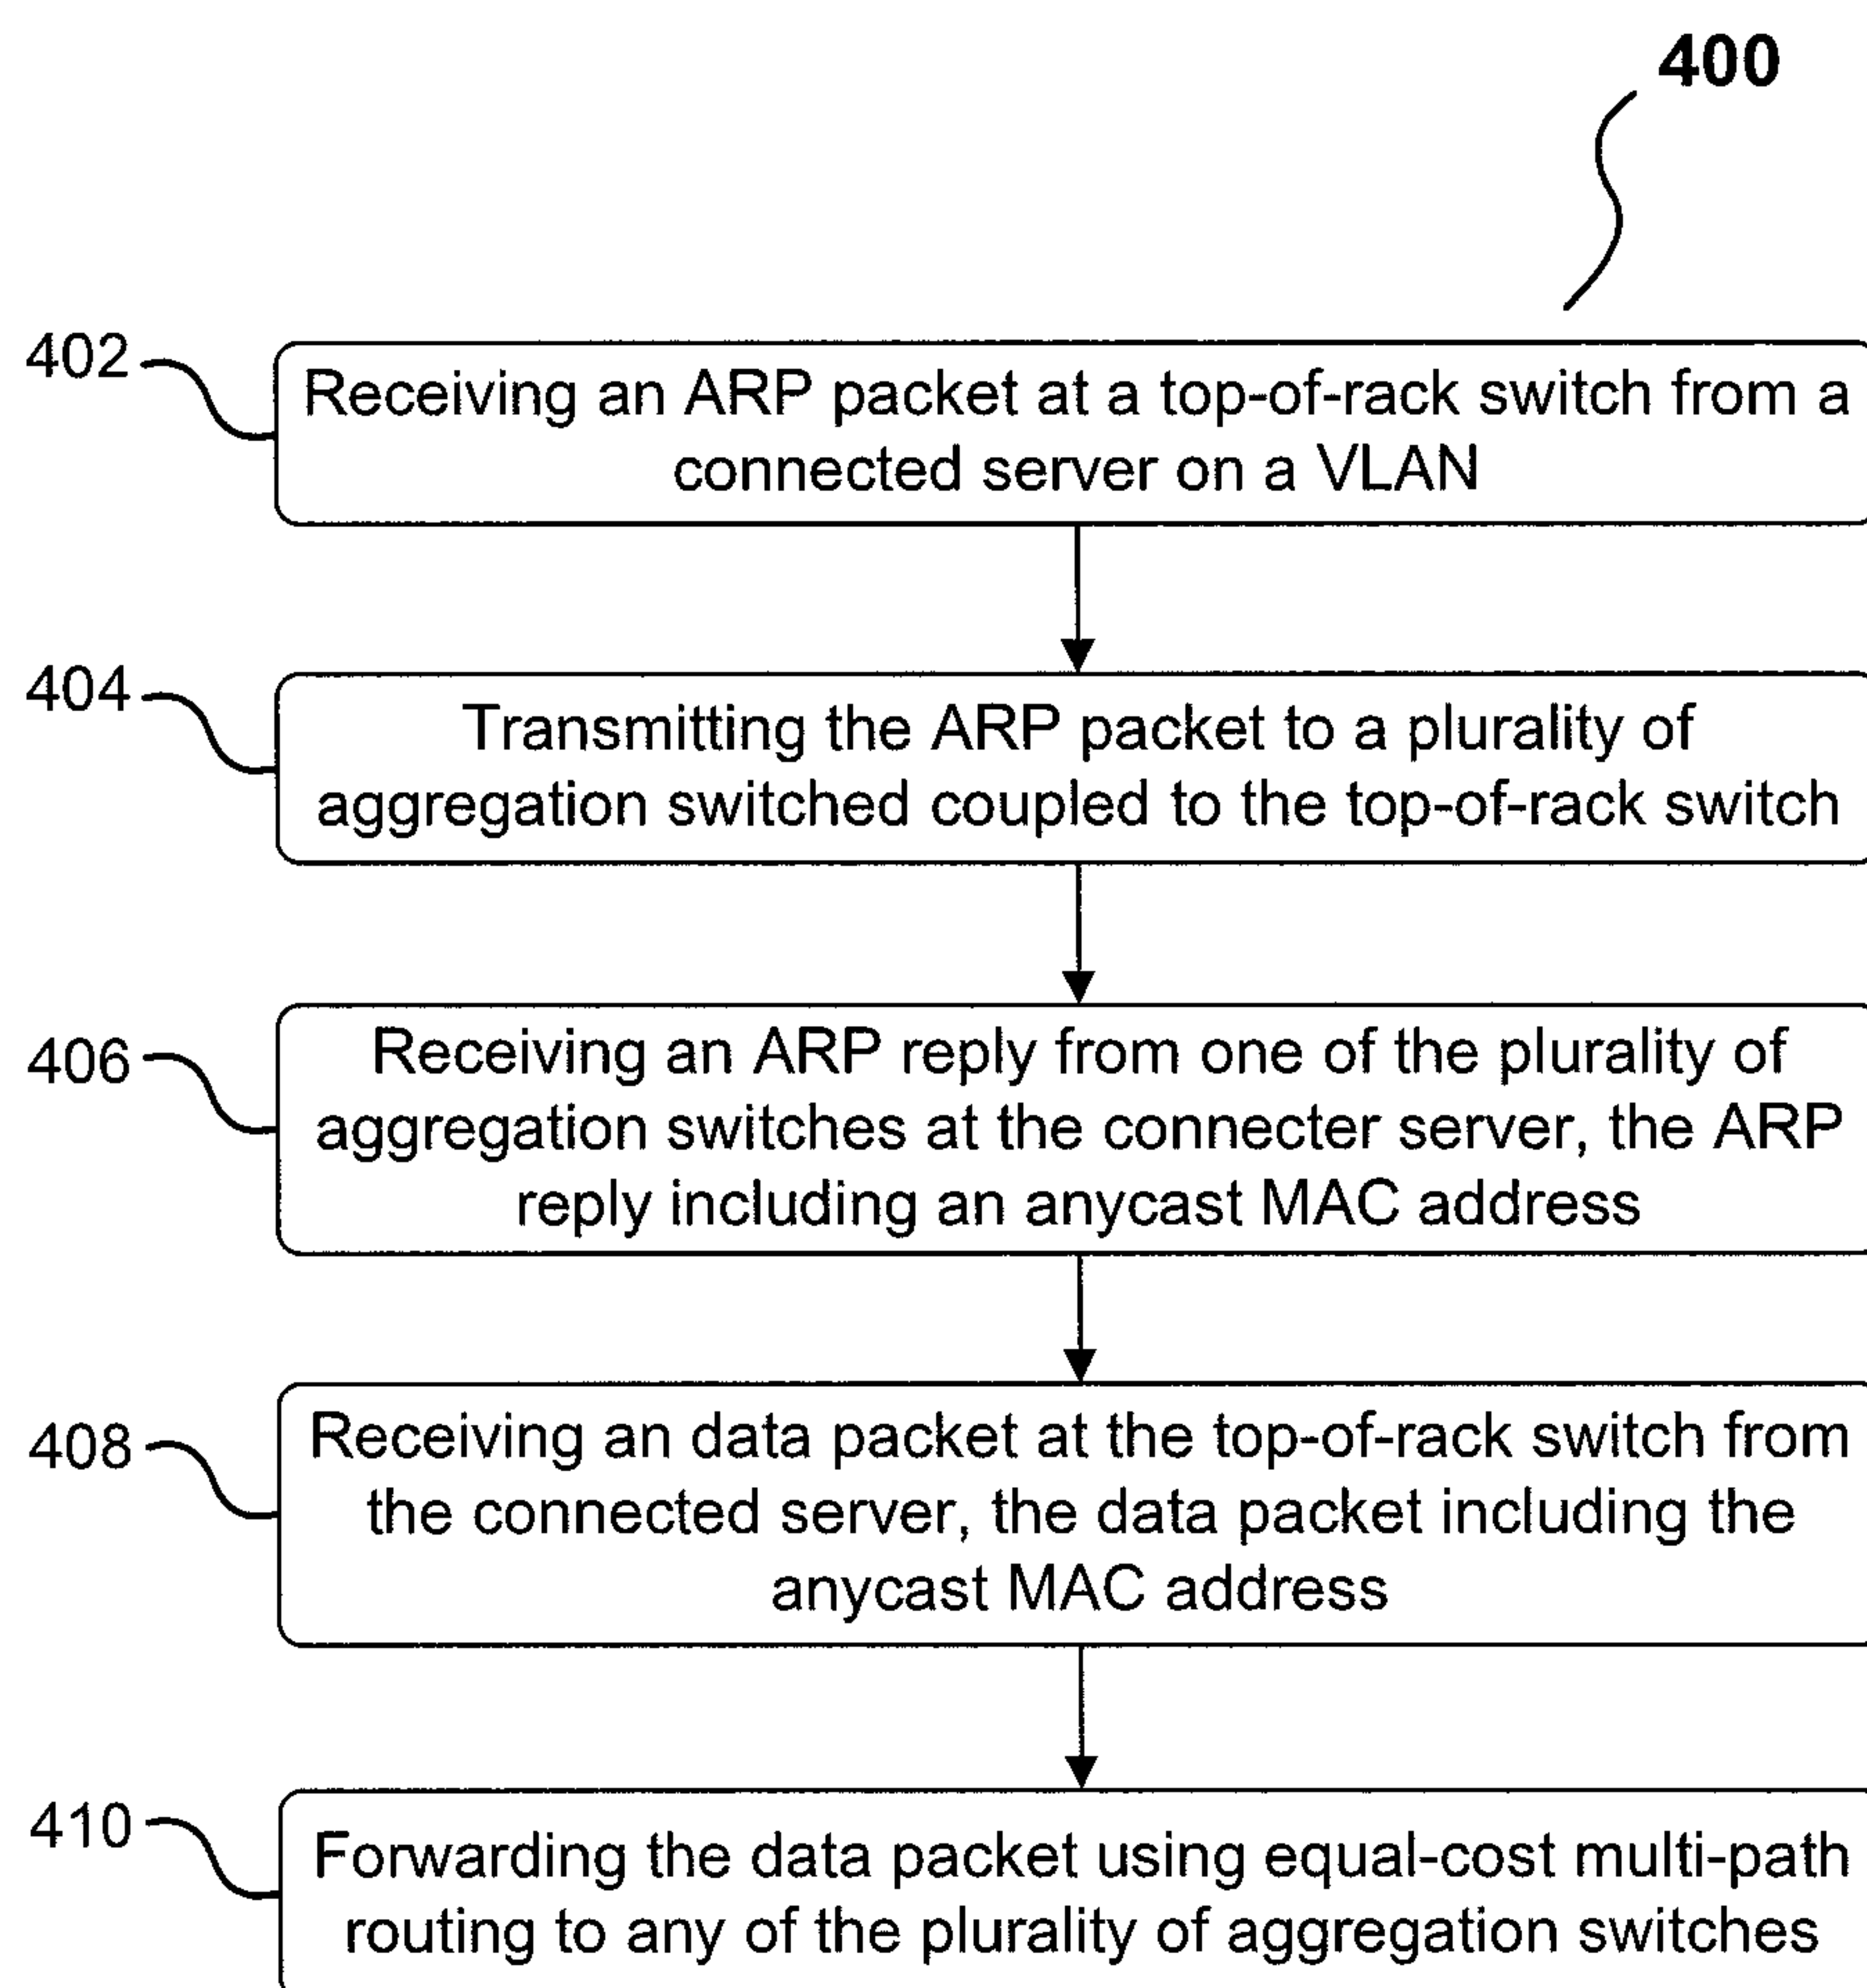 400
402
Receiving an ARP packet at a top-of-rack switch from a
connected server on a VLAN
404
Transmitting the ARP packet to a plurality of
aggregation switched coupled to the top-of-rack switch
406
Receiving an ARP reply from one of the plurality of
aggregation switches at the connecter server, the ARP
reply including an anycast MAC address
408
Receiving an data packet at the top-of-rack switch from
the connected server, the data packet including the
anycast MAC address
410
Forwarding the data packet using equal-cost multi-path
routing to any of the plurality of aggregation switches